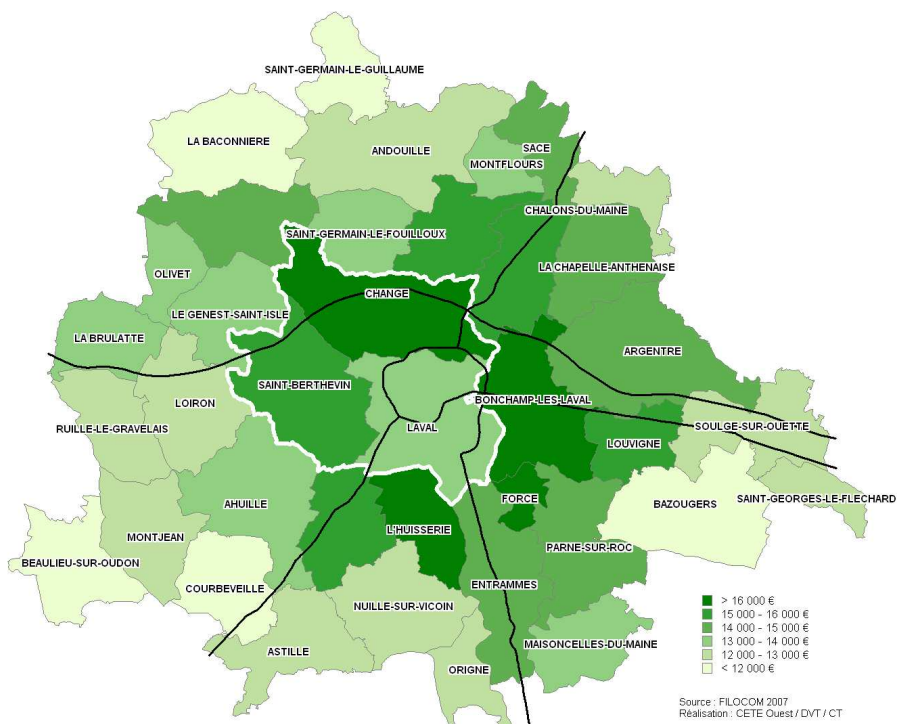 SAINT-GERMAIN-LE-GUILLAUME
LA BACONNIERE
ANDOUILLE
SACE
MONTFLOURS
CHALONS-DU-MAINE
SAINT-GERMAIN-LE-FOUILLOUX
OLIVET
LA CHAPELLE-ANTHENAISE
CHANGE
LE GENEST-SAINT-ISLE
LA BRULATTE
ARGENTRE
SAINT-BERTHEVIN
BONCHAMP-LES-LAVAL
LOIRON
LAVAL
SOULGE-SUR-OUETTE
RUILLE-LE-GRAVELAIS
LOUVIGNE
FORCE
SAINT-GEORGES-LE-FLECHARD
AHUILLE
BAZOUGERS
L'HUISSERIE
MONTJEAN
PARNE-SUR-ROC
BEAULIEU-SUR-OUDON
ENTRAMMES
COURBEVEILLE
NUILLE-SUR-VICOIN
MAISONCELLES-DU-MAINE
ASTILLE
ORIGNE
> 16 000 €
15 000 - 16 000 €
14 000 - 15 000 €
13 000 - 14 000 €
12 000 - 13 000 €
< 12 000 €
Source : FILOCOM 2007
Réalisation : CETE Ouest / DVT / CT